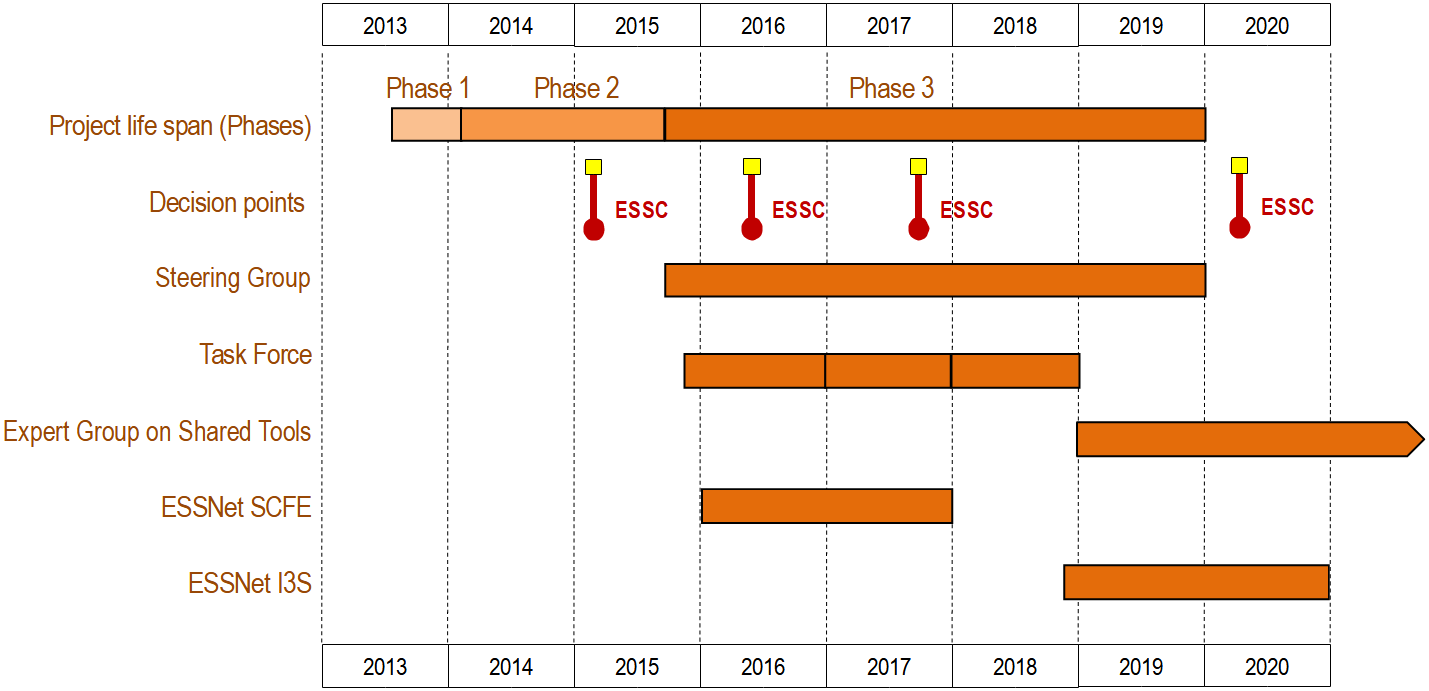 2013 2014 2015 2016 2017 2018 2019 2020
Phase 1 Phase 2 Phase 3
Project life span (Phases)
Decision points ESSC ESSC ESSC ESSC
Steering Group
Task Force
Expert Group on Shared Tools
ESSNet SCFE
ESSNet I3S
2013 2014 2015 2016 2017 2018 2019 2020